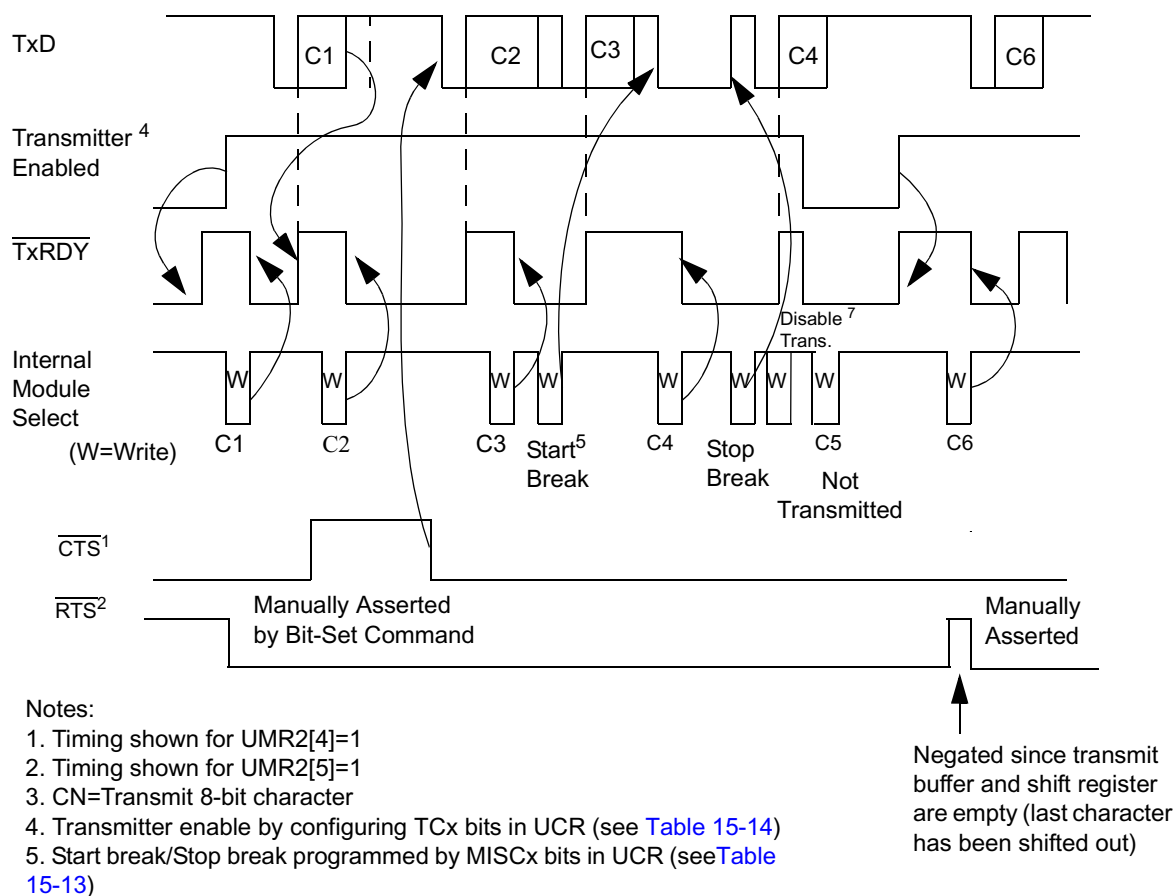 TxD
C1
C2
C3
C4
C6
Transmitter 4
Enabled
TxRDY
Disable 7
Trans.
Internal
Module
Select
W
W
W
W
W
W
W
W
W
(W=Write)
C1
C2
C3
Start5
Break
C4
Stop
Break
C5
Not
Transmitted
C6
CTS1
RTS2
Manually Asserted
by Bit-Set Command
Manually
Asserted
Notes:
1. Timing shown for UMR2[4]=1
2. Timing shown for UMR2[5]=1
3. CN=Transmit 8-bit character
4. Transmitter enable by configuring TCx bits in UCR (see Table 15-14)
5. Start break/Stop break programmed by MISCx bits in UCR (seeTable
15-13)
Negated since transmit
buffer and shift register
are empty (last character
has been shifted out)